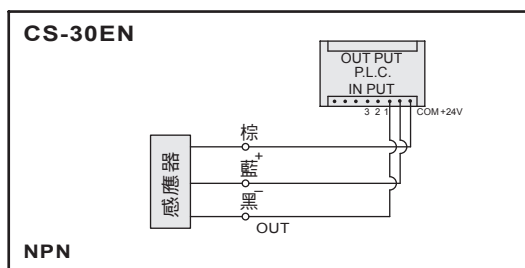 CS-30EN
OUT PUT
P.L.C.
IN PUT
3 2 1 COM +24V
棕
+
藍
−
黑
OUT
感應器
NPN